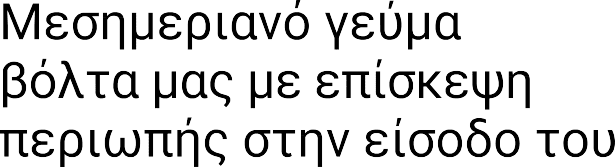 Μεσημεριανό γεύμα
βόλτα μας με επίσκεψη
περιωπής στην είσοδο του